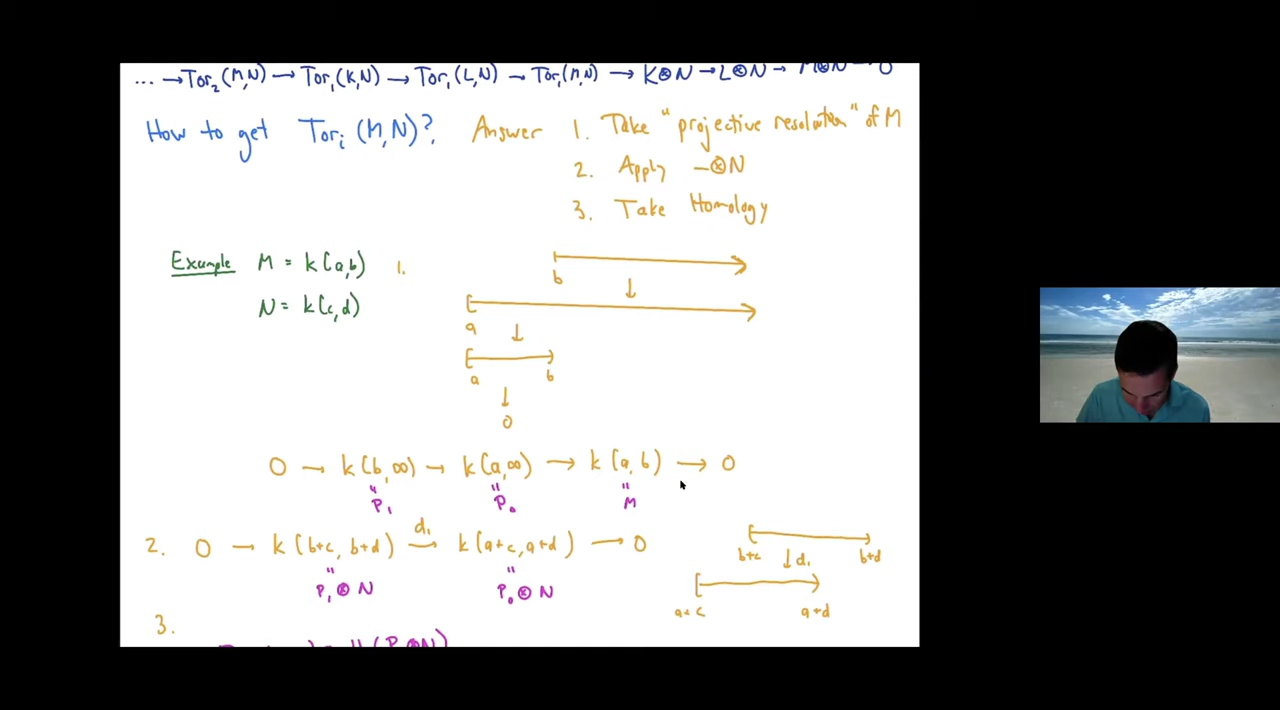 ... → Tor₂(M,N) → Tor₁(K,N) → Tor₁(L,N) → Tor₁(M,N) → K⊗N → L⊗N → M⊗N → 0
How to get Torᵢ (M,N)? Answer 1. Take "projective resolution" of M
2. Apply –⊗N
3. Take Homology
Example M = k[a,b) 1.
N = k[c,d)
b
↓
a
↓
a b
↓
0
0 → k[b,∞) → k[a,∞) → k[a,b) → 0
" " "
P₁ P₀ M
2. 0 → k[b+c, b+d) d₁→ k[a+c, a+d) → 0
" "
P₁⊗N P₀⊗N
b+c ↓d₁ b+d
a+c a+d
3.